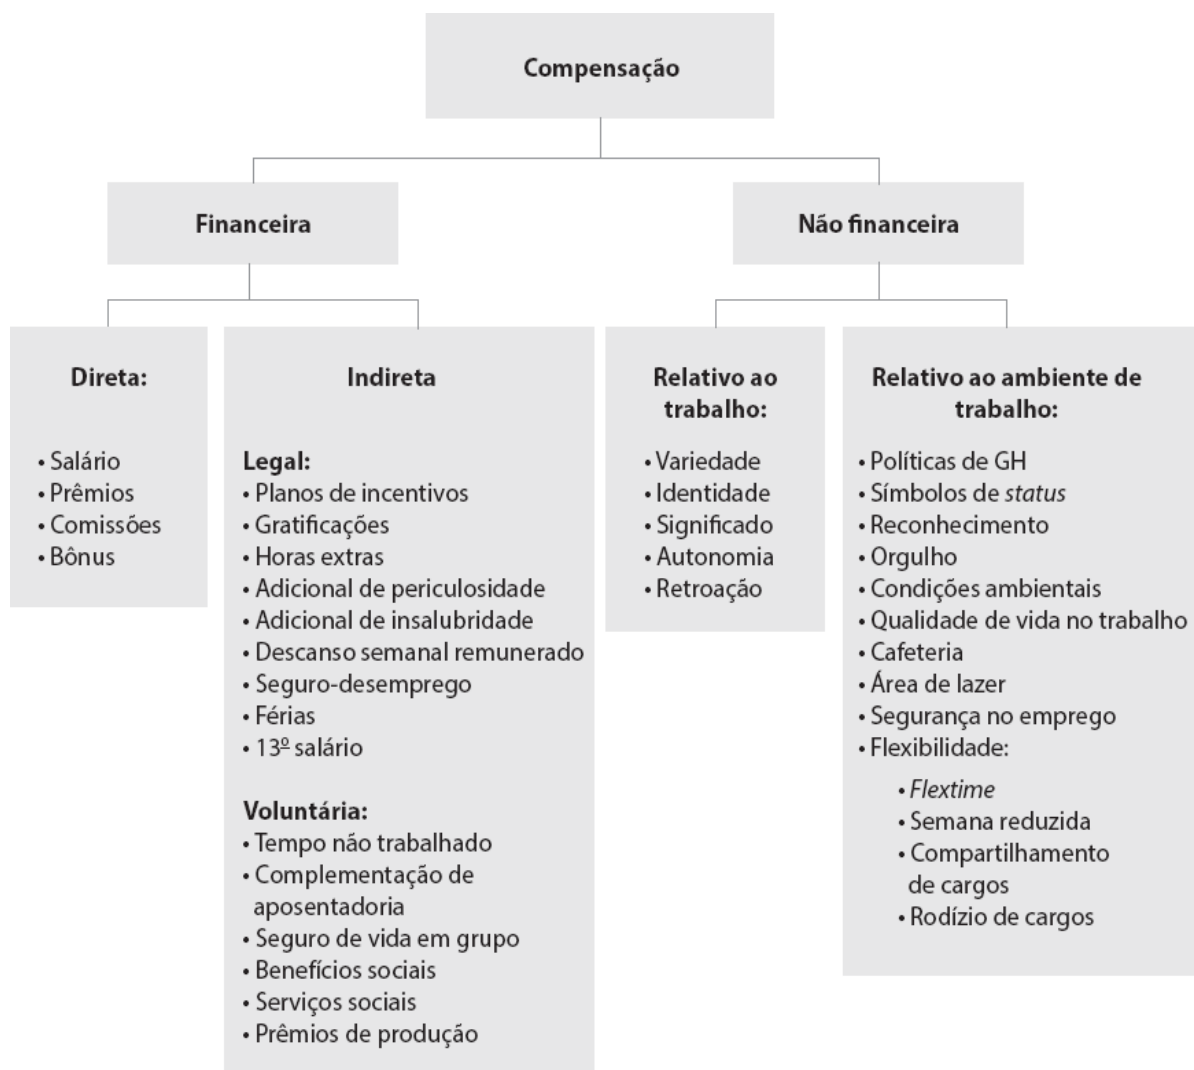 Compensação
Financeira
Não financeira
Direta:
• Salário
• Prêmios
• Comissões
• Bônus
Indireta
Legal:
• Planos de incentivos
• Gratificações
• Horas extras
• Adicional de periculosidade
• Adicional de insalubridade
• Descanso semanal remunerado
• Seguro-desemprego
• Férias
• 13º salário
Voluntária:
• Tempo não trabalhado
• Complementação de
aposentadoria
• Seguro de vida em grupo
• Benefícios sociais
• Serviços sociais
• Prêmios de produção
Relativo ao
trabalho:
• Variedade
• Identidade
• Significado
• Autonomia
• Retroação
Relativo ao ambiente de
trabalho:
• Políticas de GH
• Símbolos de status
• Reconhecimento
• Orgulho
• Condições ambientais
• Qualidade de vida no trabalho
• Cafeteria
• Área de lazer
• Segurança no emprego
• Flexibilidade:
• Flextime
• Semana reduzida
• Compartilhamento
de cargos
• Rodízio de cargos